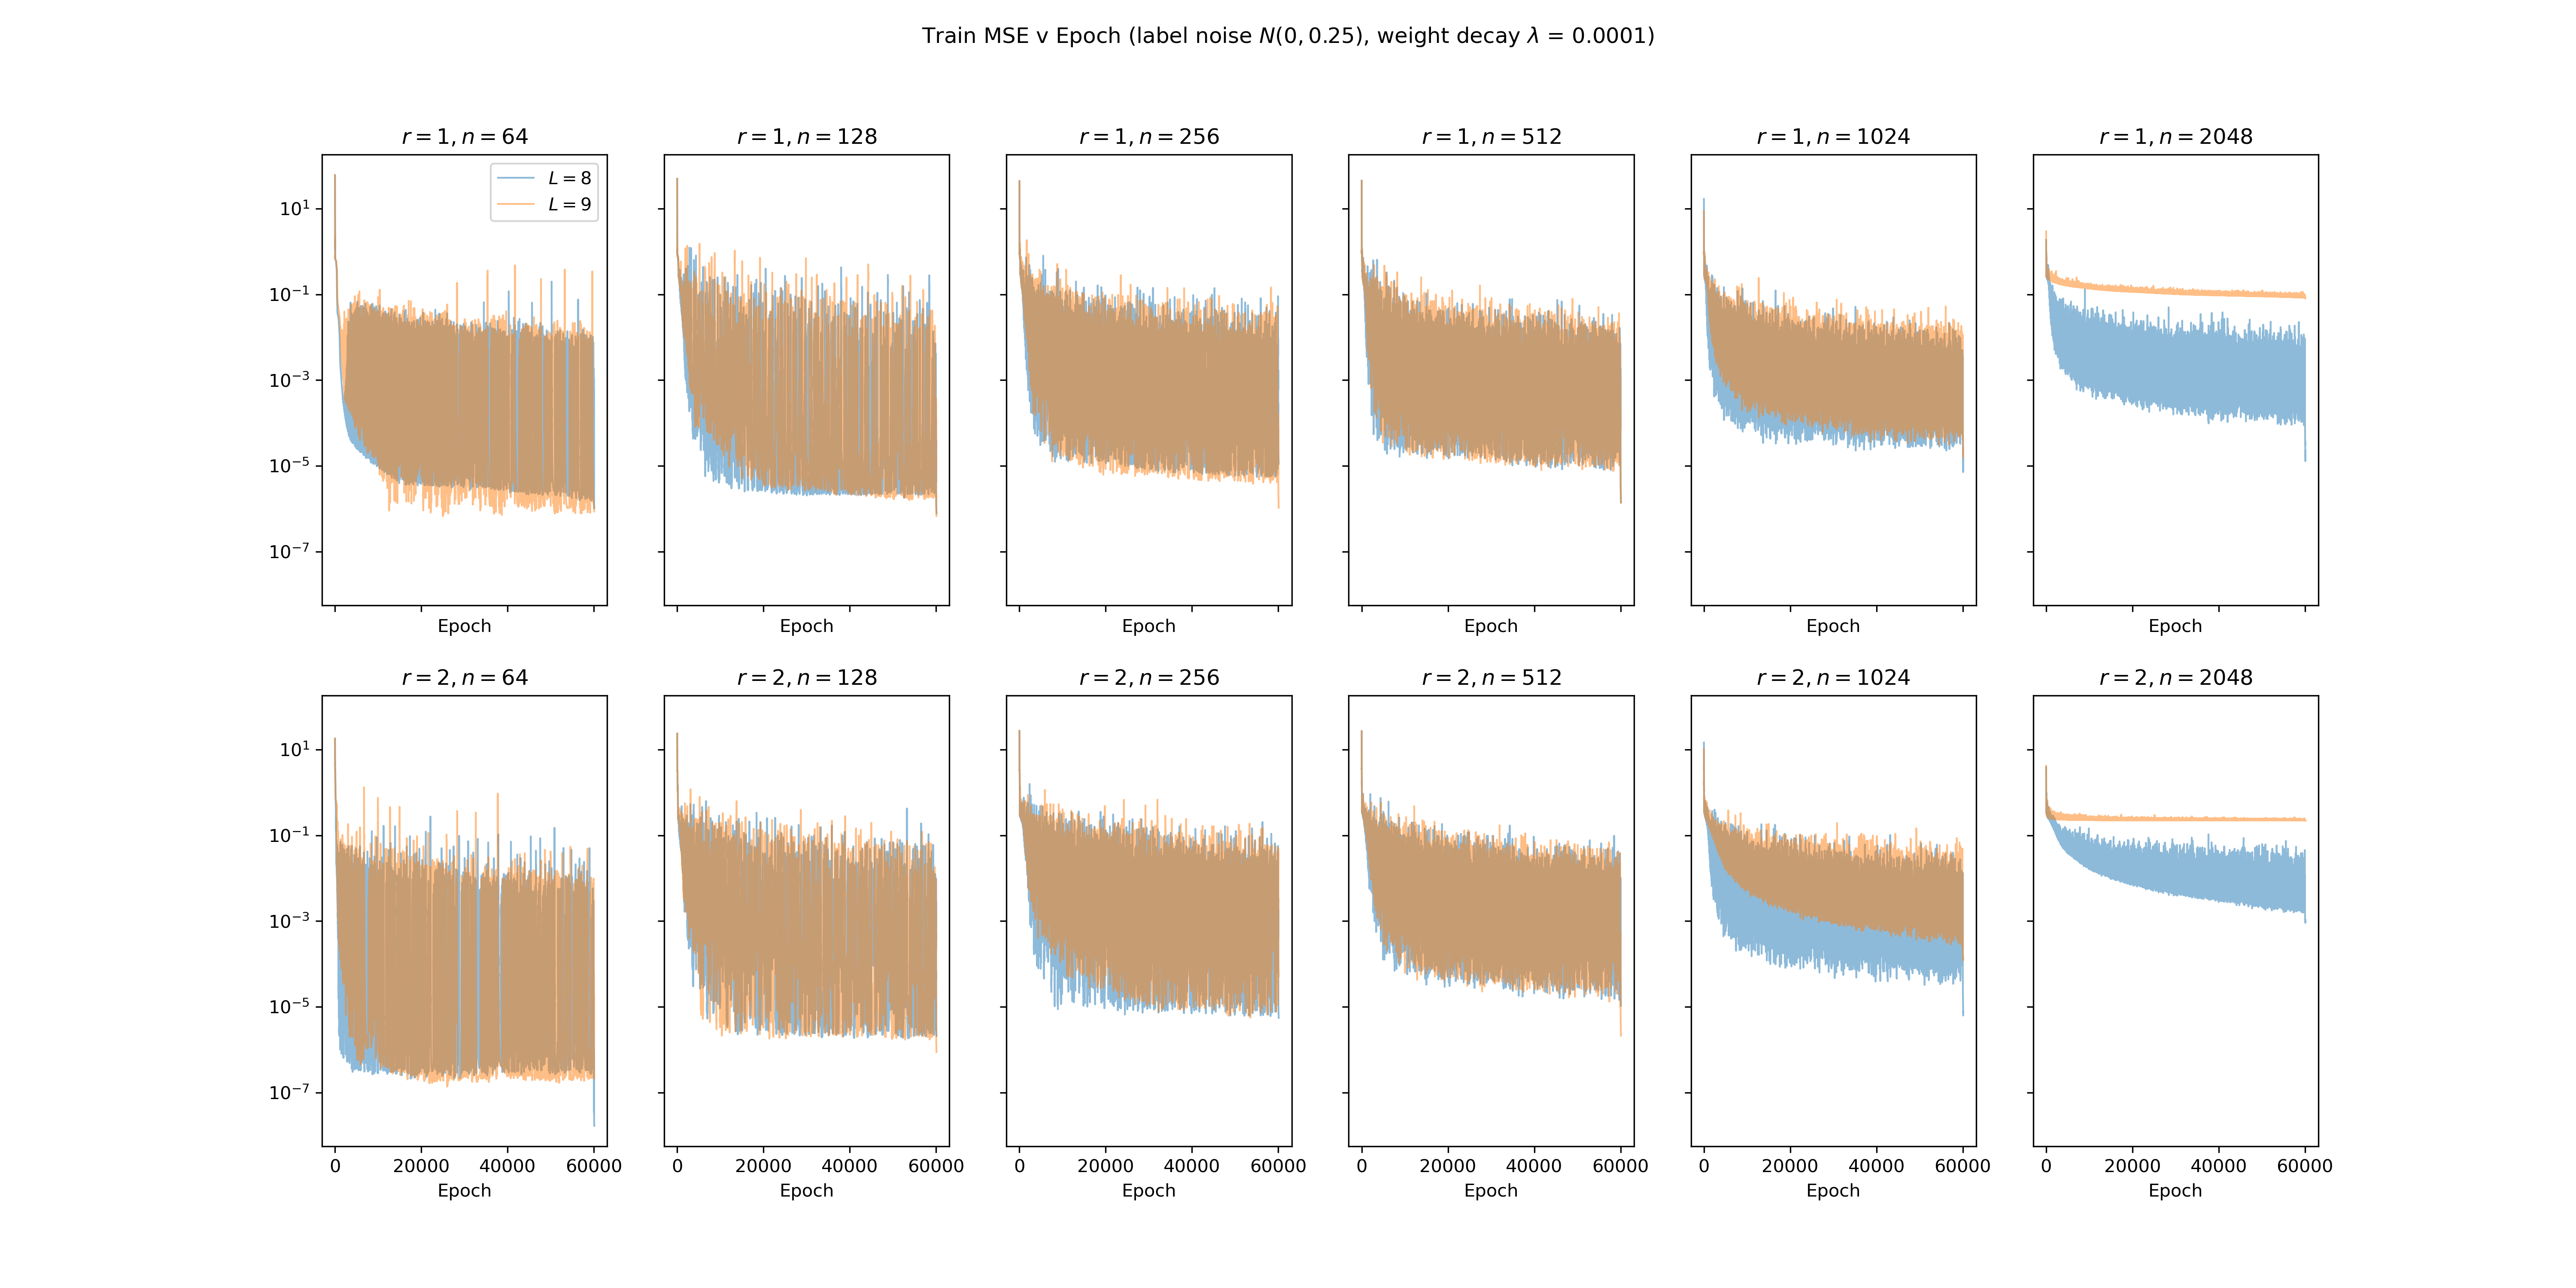 Train MSE v Epoch (label noise N(0, 0.25), weight decay λ = 0.0001)
r = 1, n = 64
r = 1, n = 128
r = 1, n = 256
r = 1, n = 512
r = 1, n = 1024
r = 1, n = 2048
L = 8
L = 9
10¹
10⁻¹
10⁻³
10⁻⁵
10⁻⁷
Epoch
Epoch
Epoch
Epoch
Epoch
Epoch
r = 2, n = 64
r = 2, n = 128
r = 2, n = 256
r = 2, n = 512
r = 2, n = 1024
r = 2, n = 2048
10¹
10⁻¹
10⁻³
10⁻⁵
10⁻⁷
0 20000 40000 60000
0 20000 40000 60000
0 20000 40000 60000
0 20000 40000 60000
0 20000 40000 60000
0 20000 40000 60000
Epoch
Epoch
Epoch
Epoch
Epoch
Epoch